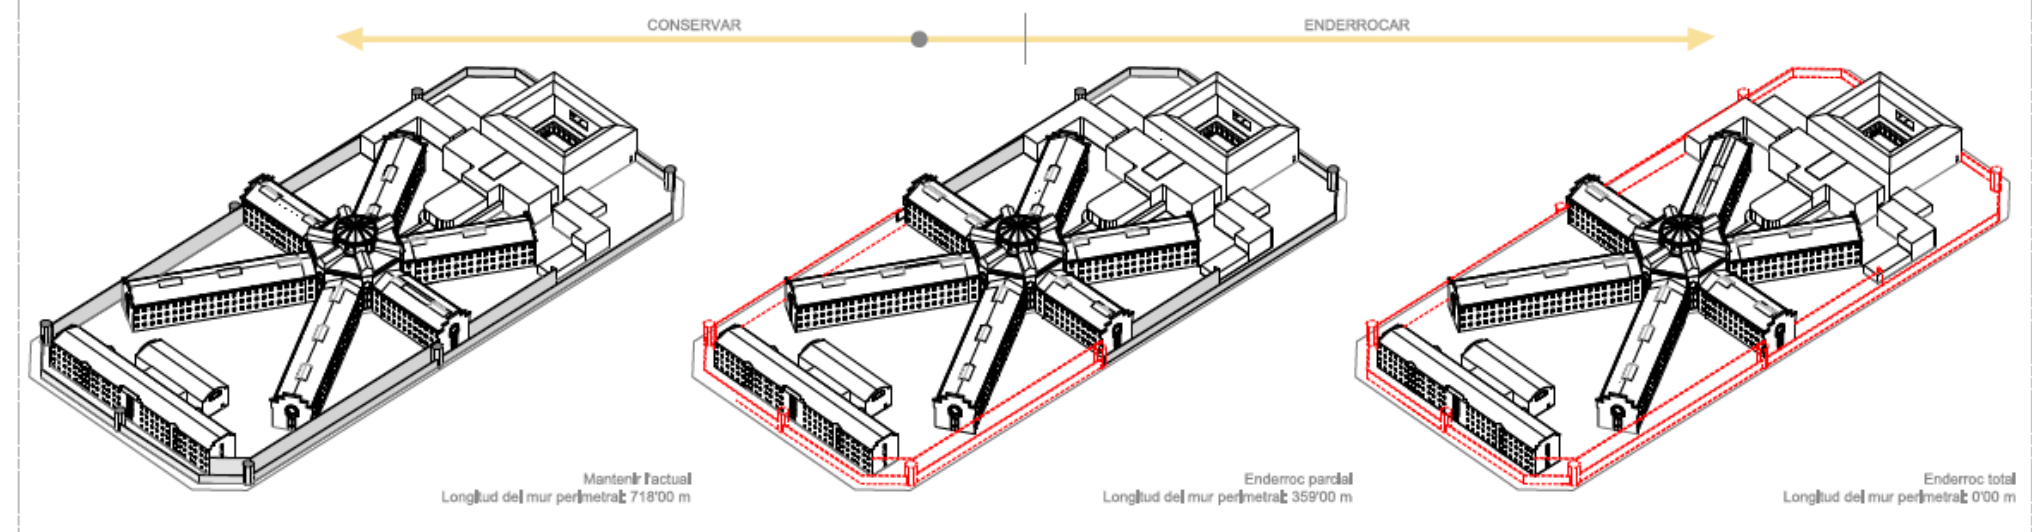 CONSERVAR
ENDERROCAR
Mantenir l'actual
Longitud del mur perimetral: 718'00 m
Enderroc parcial
Longitud del mur perimetral: 359'00 m
Enderroc total
Longitud del mur perimetral: 0'00 m